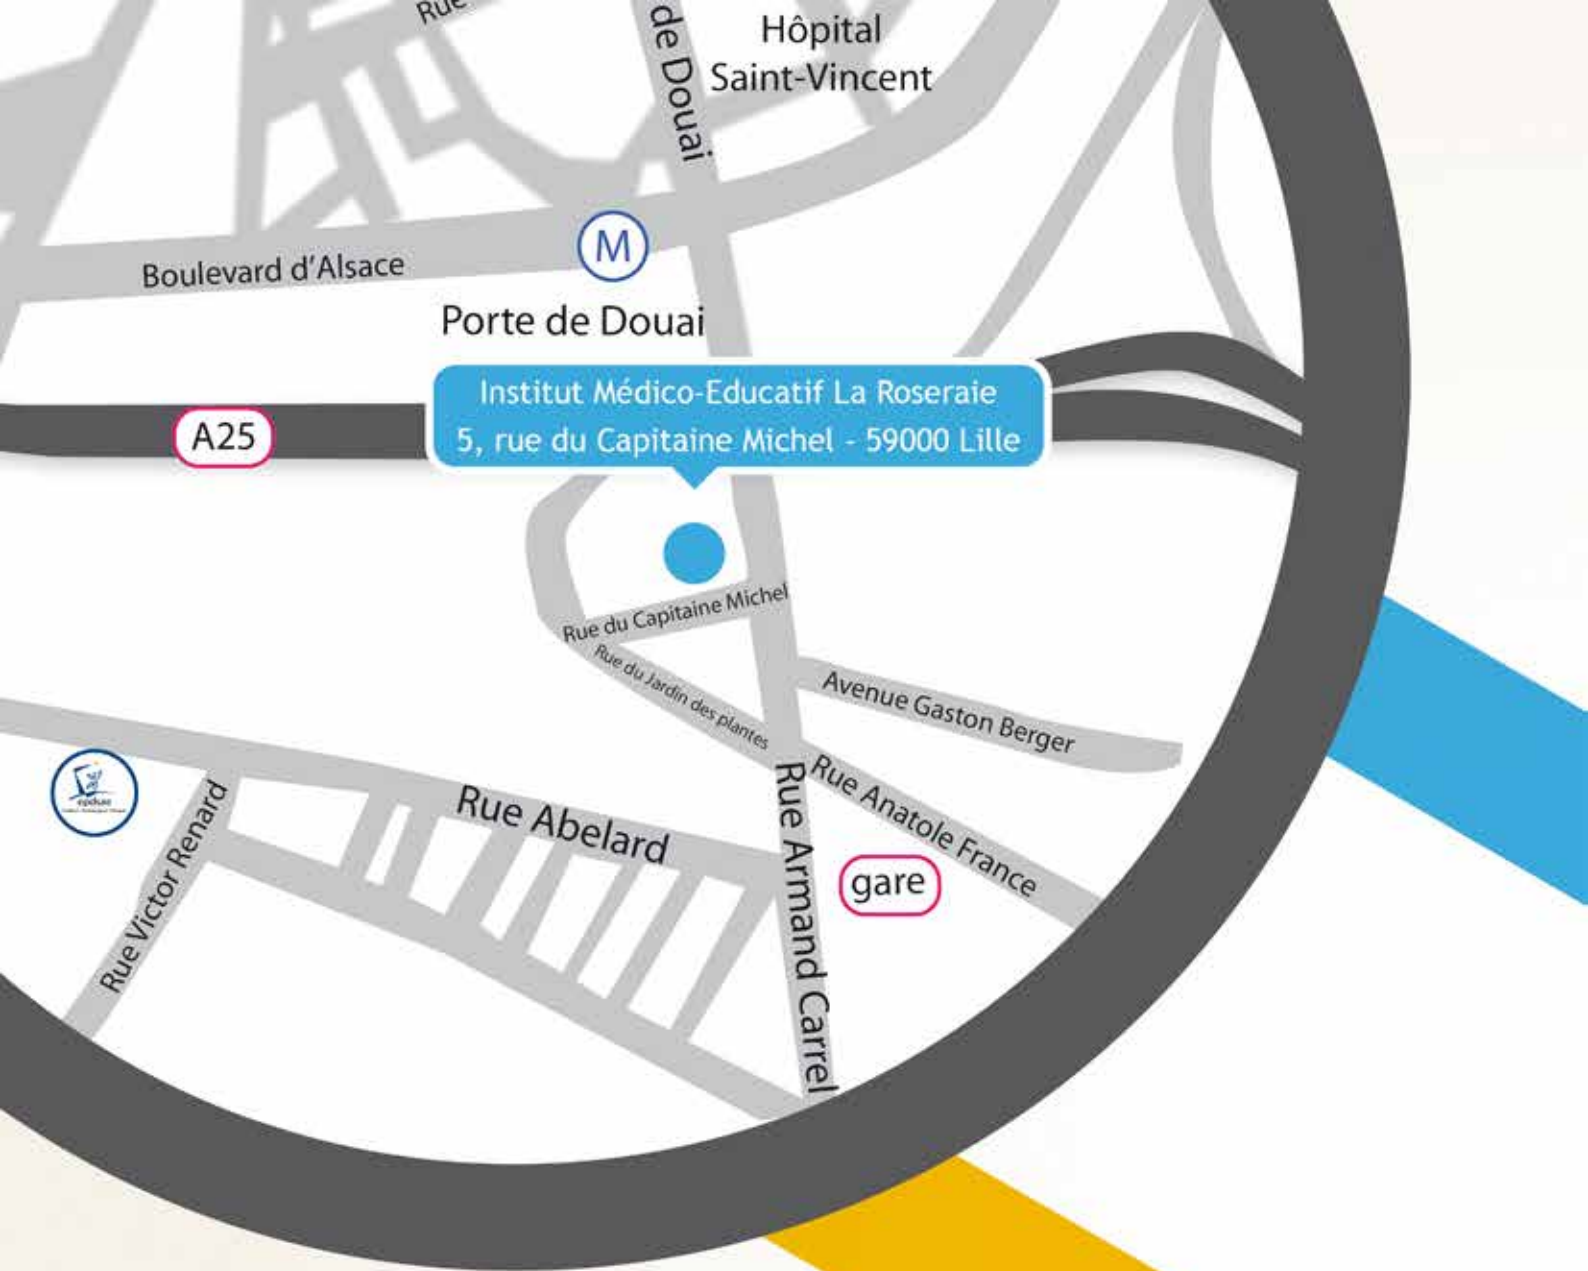 Rue
de Douai
Hôpital
Saint-Vincent
M
Boulevard d'Alsace
Porte de Douai
Institut Médico-Educatif La Roseraie
5, rue du Capitaine Michel - 59000 Lille
A25
Rue du Capitaine Michel
Rue du Jardin des plantes
Avenue Gaston Berger
Rue Anatole France
Rue Abelard
Rue Armand Carrel
gare
Rue Victor Renard